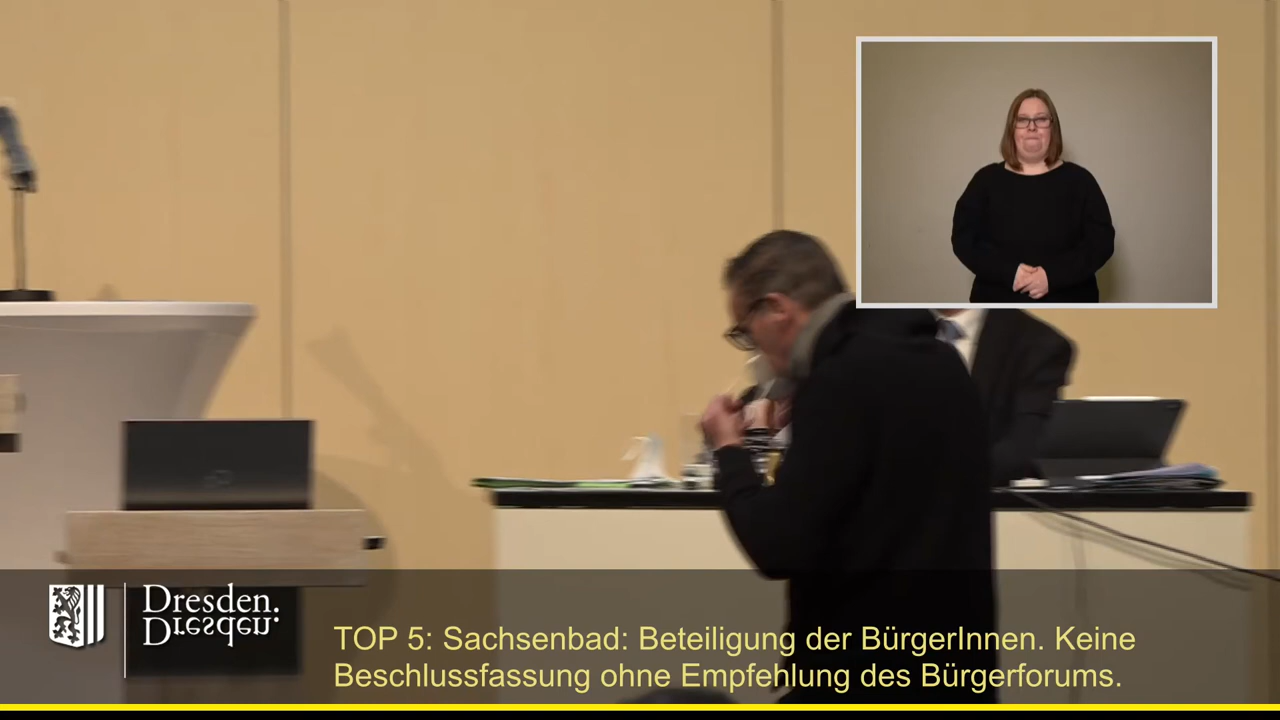 Dresden.
Dresden.
TOP 5: Sachsenbad: Beteiligung der BürgerInnen. Keine
Beschlussfassung ohne Empfehlung des Bürgerforums.